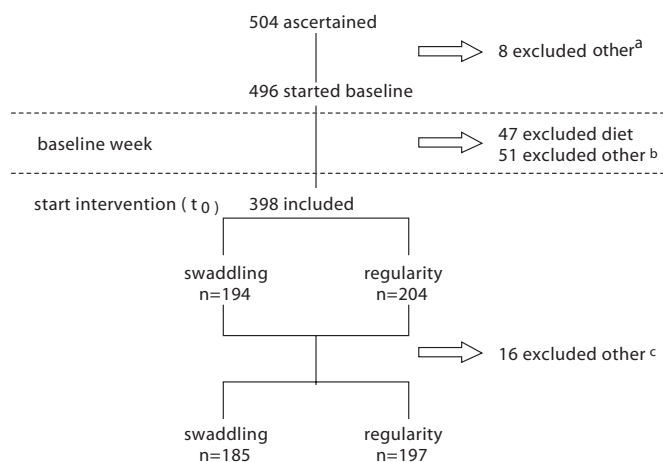 504 ascertained
8 excluded other a
496 started baseline
baseline week
47 excluded diet
51 excluded other b
start intervention ( t0 ) 398 included
swaddling regularity
n=194 n=204
16 excluded other c
swaddling regularity
n=185 n=197